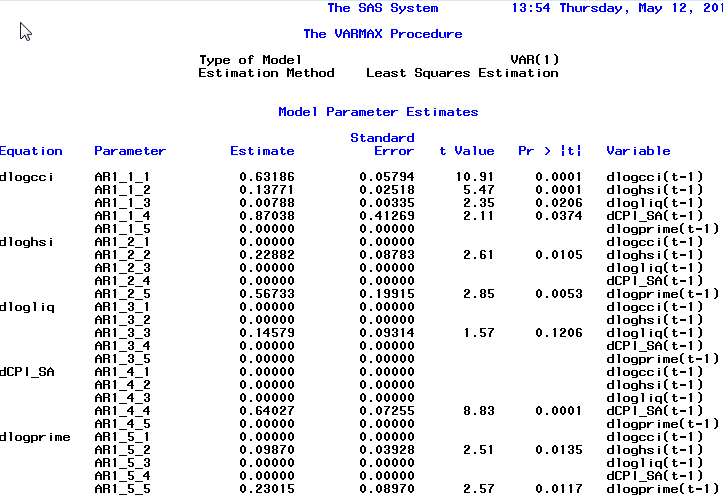 The SAS System 13:54 Thursday, May 12, 201
The VARMAX Procedure
Type of Model VAR(1)
Estimation Method Least Squares Estimation
Model Parameter Estimates
Standard
Equation Parameter Estimate Error t Value Pr > |t| Variable
dlogcci AR1_1_1 0.63186 0.05794 10.91 0.0001 dlogcci(t-1)
AR1_1_2 0.13771 0.02518 5.47 0.0001 dloghsi(t-1)
AR1_1_3 0.00788 0.00335 2.35 0.0206 dlogliq(t-1)
AR1_1_4 0.87038 0.41269 2.11 0.0374 dCPI_SA(t-1)
AR1_1_5 0.00000 0.00000 dlogprime(t-1)
dloghsi AR1_2_1 0.00000 0.00000 dlogcci(t-1)
AR1_2_2 0.22882 0.08783 2.61 0.0105 dloghsi(t-1)
AR1_2_3 0.00000 0.00000 dlogliq(t-1)
AR1_2_4 0.00000 0.00000 dCPI_SA(t-1)
AR1_2_5 0.56733 0.19915 2.85 0.0053 dlogprime(t-1)
dlogliq AR1_3_1 0.00000 0.00000 dlogcci(t-1)
AR1_3_2 0.00000 0.00000 dloghsi(t-1)
AR1_3_3 0.14579 0.09314 1.57 0.1206 dlogliq(t-1)
AR1_3_4 0.00000 0.00000 dCPI_SA(t-1)
AR1_3_5 0.00000 0.00000 dlogprime(t-1)
dCPI_SA AR1_4_1 0.00000 0.00000 dlogcci(t-1)
AR1_4_2 0.00000 0.00000 dloghsi(t-1)
AR1_4_3 0.00000 0.00000 dlogliq(t-1)
AR1_4_4 0.64027 0.07255 8.83 0.0001 dCPI_SA(t-1)
AR1_4_5 0.00000 0.00000 dlogprime(t-1)
dlogprime AR1_5_1 0.00000 0.00000 dlogcci(t-1)
AR1_5_2 0.09870 0.03928 2.51 0.0135 dloghsi(t-1)
AR1_5_3 0.00000 0.00000 dlogliq(t-1)
AR1_5_4 0.00000 0.00000 dCPI_SA(t-1)
AR1_5_5 0.23015 0.08970 2.57 0.0117 dlogprime(t-1)